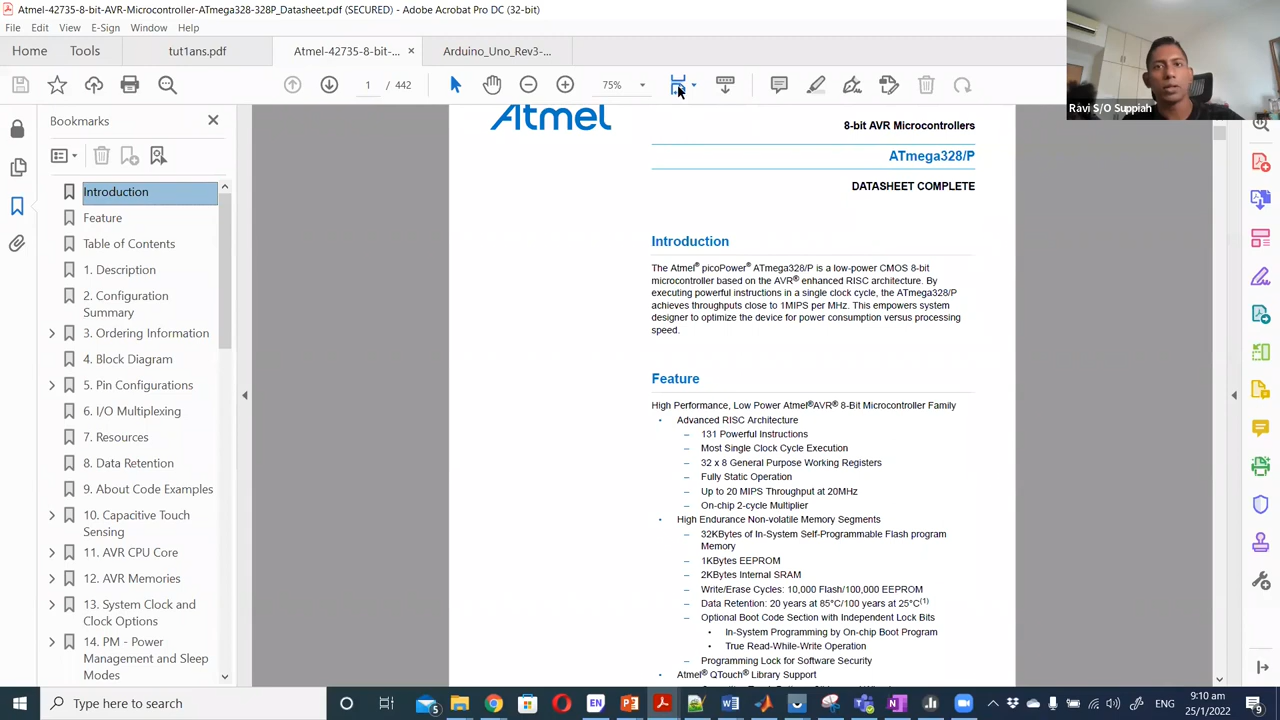 Atmel-42735-8-bit-AVR-Microcontroller-ATmega328-328P_Datasheet.pdf (SECURED) - Adobe Acrobat Pro DC (32-bit)
File Edit View E-Sign Window Help
Home Tools tut1ans.pdf Atmel-42735-8-bit-... × Arduino_Uno_Rev3-...
1 / 442 75%
Ravi S/O Suppiah
Bookmarks
Introduction
Feature
Table of Contents
1. Description
2. Configuration
Summary
3. Ordering Information
4. Block Diagram
5. Pin Configurations
6. I/O Multiplexing
7. Resources
8. Data Retention
9. About Code Examples
10. Capacitive Touch
Sensing
11. AVR CPU Core
12. AVR Memories
13. System Clock and
Clock Options
14. PM - Power
Management and Sleep
Modes
Atmel
8-bit AVR Microcontrollers
ATmega328/P
DATASHEET COMPLETE
Introduction
The Atmel® picoPower® ATmega328/P is a low-power CMOS 8-bit
microcontroller based on the AVR® enhanced RISC architecture. By
executing powerful instructions in a single clock cycle, the ATmega328/P
achieves throughputs close to 1MIPS per MHz. This empowers system
designer to optimize the device for power consumption versus processing
speed.
Feature
High Performance, Low Power Atmel®AVR® 8-Bit Microcontroller Family
• Advanced RISC Architecture
– 131 Powerful Instructions
– Most Single Clock Cycle Execution
– 32 x 8 General Purpose Working Registers
– Fully Static Operation
– Up to 20 MIPS Throughput at 20MHz
– On-chip 2-cycle Multiplier
• High Endurance Non-volatile Memory Segments
– 32KBytes of In-System Self-Programmable Flash program
Memory
– 1KBytes EEPROM
– 2KBytes Internal SRAM
– Write/Erase Cycles: 10,000 Flash/100,000 EEPROM
– Data Retention: 20 years at 85°C/100 years at 25°C(1)
– Optional Boot Code Section with Independent Lock Bits
• In-System Programming by On-chip Boot Program
• True Read-While-Write Operation
– Programming Lock for Software Security
• Atmel® QTouch® Library Support
Type here to search
5
EN
ENG
9:10 am
25/1/2022
9